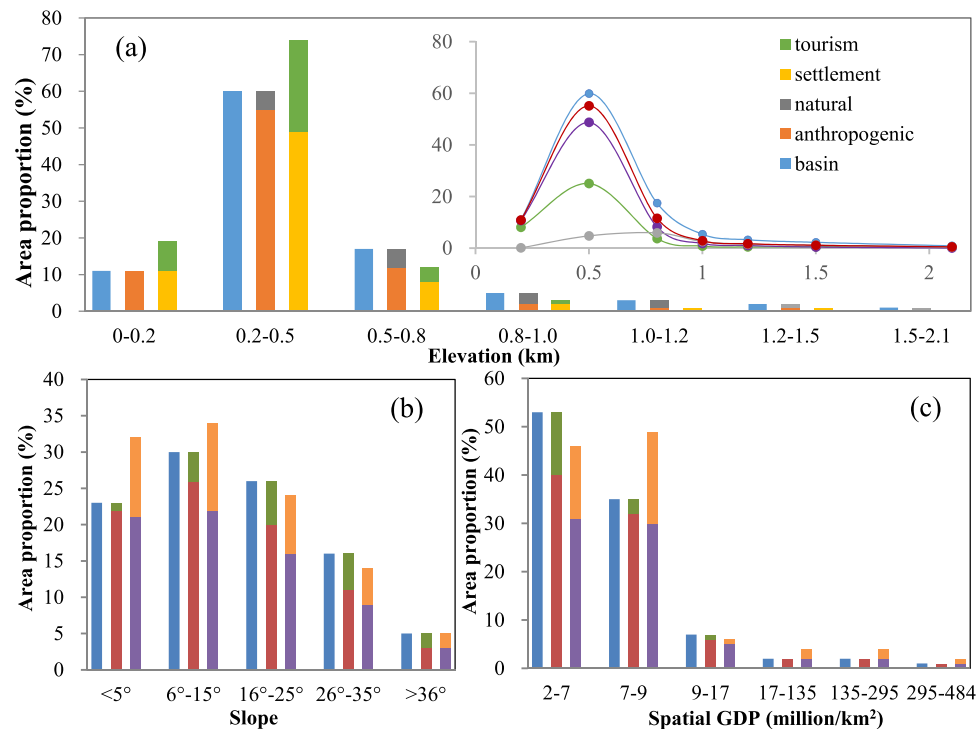 (a)
Area proportion (%)
80
70
60
50
40
30
20
10
0
0-0.2 0.2-0.5 0.5-0.8 0.8-1.0 1.0-1.2 1.2-1.5 1.5-2.1
Elevation (km)
80
60
40
20
0
0 0.5 1 1.5 2
tourism
settlement
natural
anthropogenic
basin
(b)
Area proportion (%)
40
35
30
25
20
15
10
5
0
<5° 6°-15° 16°-25° 26°-35° >36°
Slope
(c)
Area proportion (%)
60
50
40
30
20
10
0
2-7 7-9 9-17 17-135 135-295 295-484
Spatial GDP (million/km²)